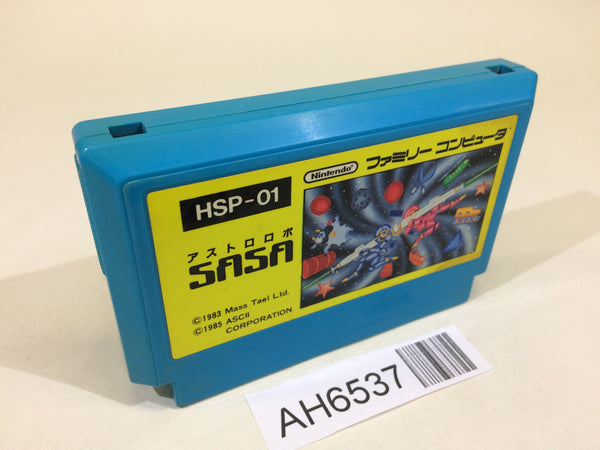 Nintendo
ファミリー コンピュータ
HSP-01
アストロロボ
SASA
©1983 Mass Tael Ltd.
©1985 ASCII CORPORATION
AH6537